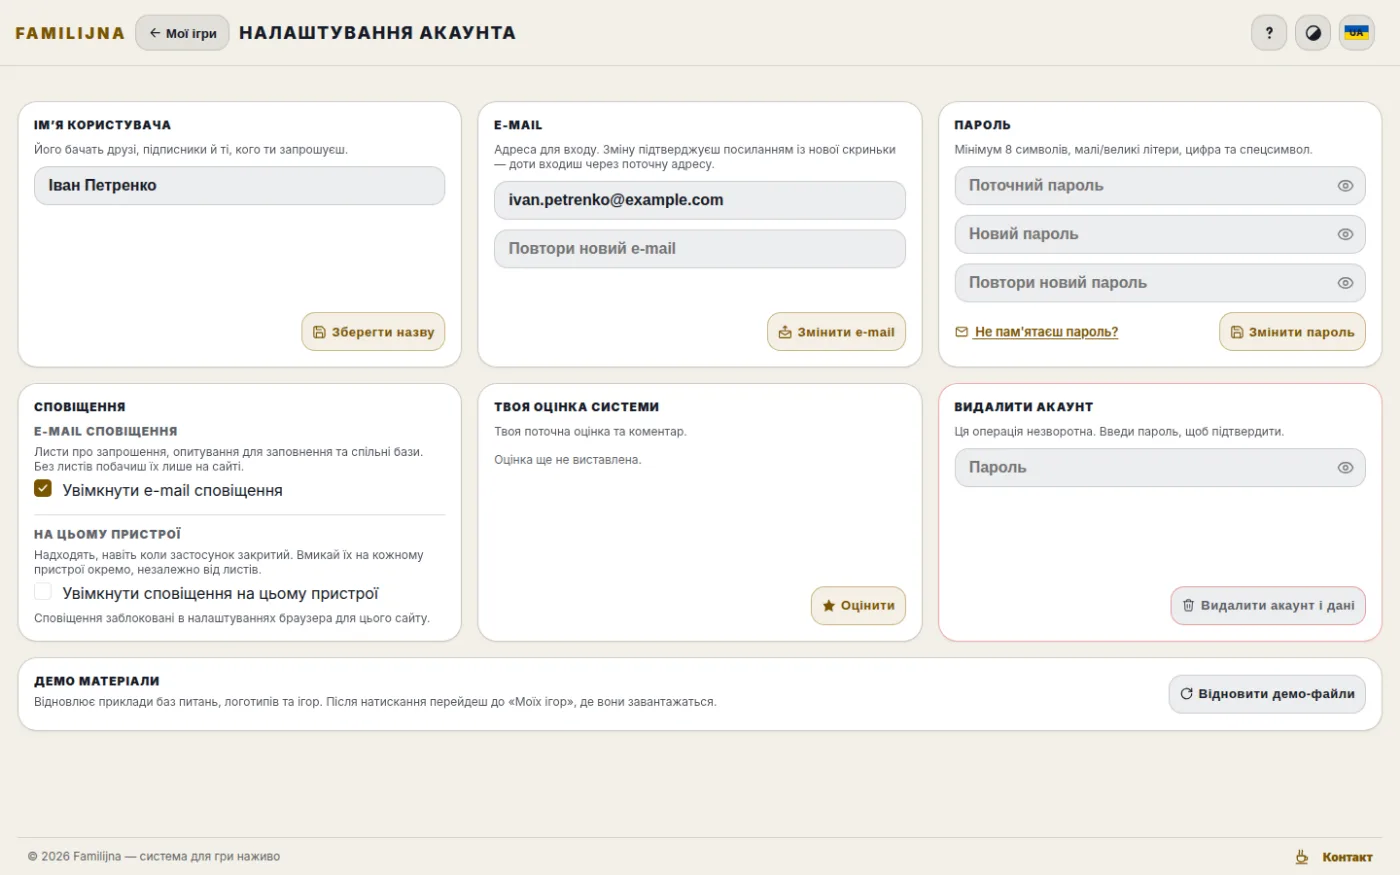 FAMILIJNA
Мої ігри
НАЛАШТУВАННЯ АКАУНТА
?
UA
ІМ'Я КОРИСТУВАЧА
Його бачать друзі, підписники й ті, кого ти запрошуєш.
Іван Петренко
Зберегти назву
E-MAIL
Адреса для входу. Зміну підтверджуєш посиланням із нової скриньки
— доти входиш через поточну адресу.
ivan.petrenko@example.com
Повтори новий e-mail
Змінити e-mail
ПАРОЛЬ
Мінімум 8 символів, малі/великі літери, цифра та спецсимвол.
Поточний пароль
Новий пароль
Повтори новий пароль
Не пам'ятаєш пароль?
Змінити пароль
СПОВІЩЕННЯ
E-MAIL СПОВІЩЕННЯ
Листи про запрошення, опитування для заповнення та спільні бази.
Без листів побачиш їх лише на сайті.
Увімкнути e-mail сповіщення
НА ЦЬОМУ ПРИСТРОЇ
Надходять, навіть коли застосунок закритий. Вмикай їх на кожному
пристрої окремо, незалежно від листів.
Увімкнути сповіщення на цьому пристрої
Сповіщення заблоковані в налаштуваннях браузера для цього сайту.
ТВОЯ ОЦІНКА СИСТЕМИ
Твоя поточна оцінка та коментар.
Оцінка ще не виставлена.
Оцінити
ВИДАЛИТИ АКАУНТ
Ця операція незворотна. Введи пароль, щоб підтвердити.
Пароль
Видалити акаунт і дані
ДЕМО МАТЕРІАЛИ
Відновлює приклади баз питань, логотипів та ігор. Після натискання перейдеш до «Моїх ігор», де вони завантажаться.
Відновити демо-файли
© 2026 Familijna — система для гри наживо
Контакт